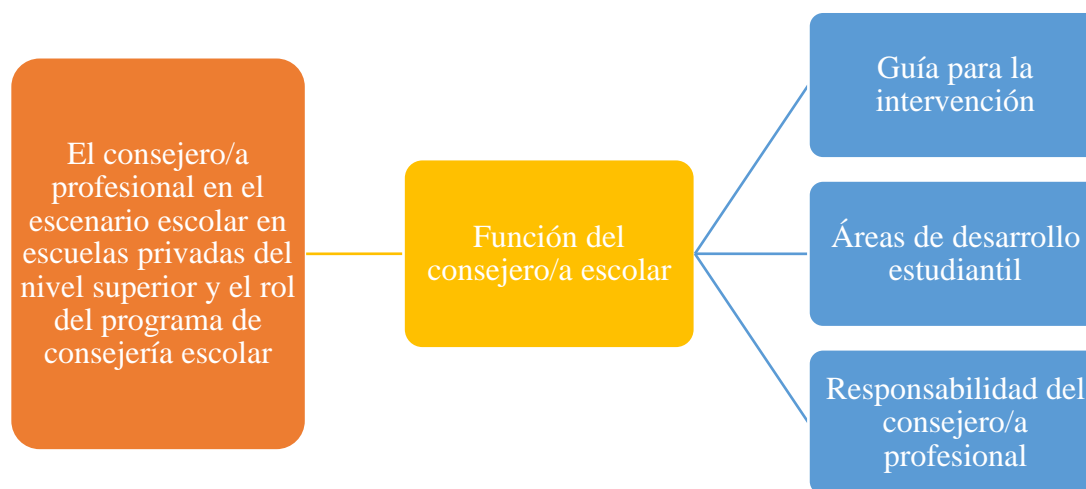 El consejero/a
profesional en el
escenario escolar en
escuelas privadas del
nivel superior y el rol
del programa de
consejería escolar
Función del
consejero/a escolar
Guía para la
intervención
Áreas de desarrollo
estudiantil
Responsabilidad del
consejero/a
profesional